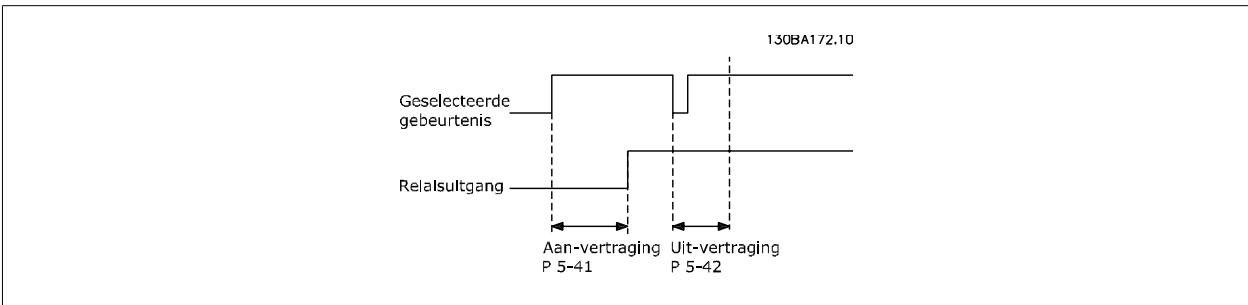 130BA172.10
Geselecteerde
gebeurtenis
Relaisuitgang
Aan-vertraging
P 5-41
Uit-vertraging
P 5-42